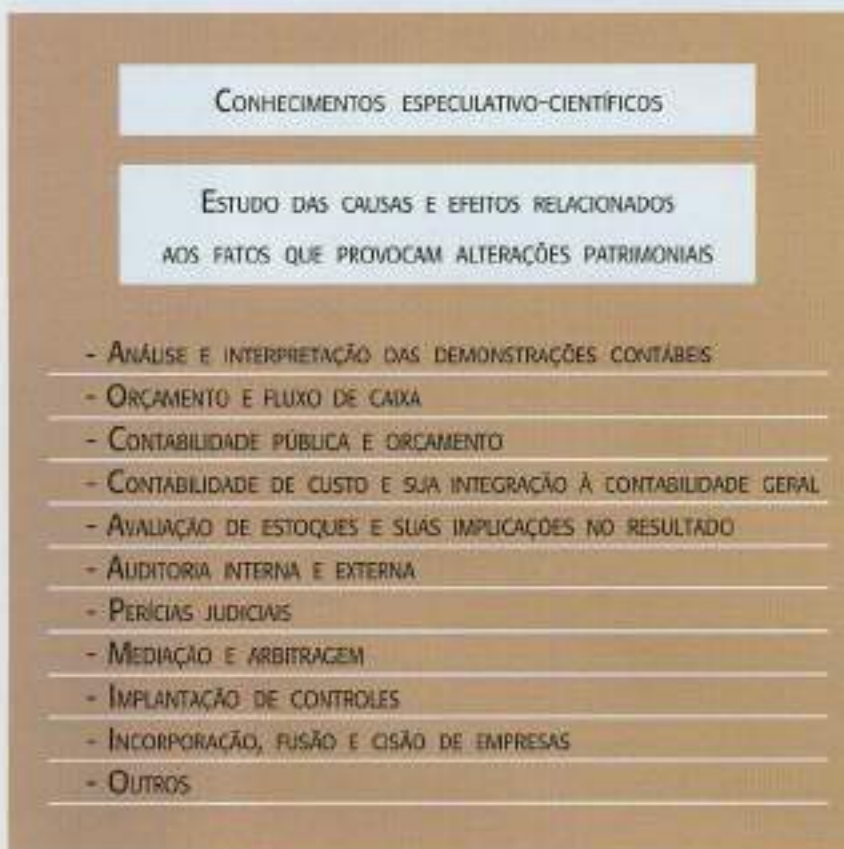 CONHECIMENTOS ESPECULATIVO-CIENTÍFICOS
ESTUDO DAS CAUSAS E EFEITOS RELACIONADOS
AOS FATOS QUE PROVOCAM ALTERAÇÕES PATRIMONIAIS
- ANÁLISE E INTERPRETAÇÃO DAS DEMONSTRAÇÕES CONTÁBEIS
- ORÇAMENTO E FLUXO DE CAIXA
- CONTABILIDADE PÚBLICA E ORÇAMENTO
- CONTABILIDADE DE CUSTO E SUA INTEGRAÇÃO À CONTABILIDADE GERAL
- AVALIAÇÃO DE ESTOQUES E SUAS IMPLICAÇÕES NO RESULTADO
- AUDITORIA INTERNA E EXTERNA
- PERÍCIAS JUDICIAIS
- MEDIAÇÃO E ARBITRAGEM
- IMPLANTAÇÃO DE CONTROLES
- INCORPORAÇÃO, FUSÃO E CISÃO DE EMPRESAS
- OUTROS